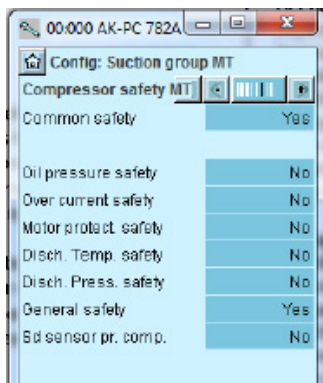 00:000 AK-PC 782A
Config: Suction group MT
Compressor safety MT
Common safety Yes
Oil pressure safety No
Over current safety No
Motor protect. safety No
Disch. Temp. safety No
Disch. Press. safety No
General safety Yes
Sd sensor pr. comp. No